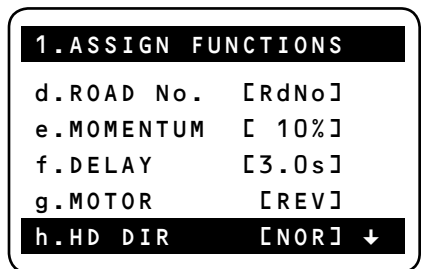 1.ASSIGN FUNCTIONS
d.ROAD No. [RdNo]
e.MOMENTUM [ 10%]
f.DELAY [3.0s]
g.MOTOR [REV]
h.HD DIR [NOR] ↓